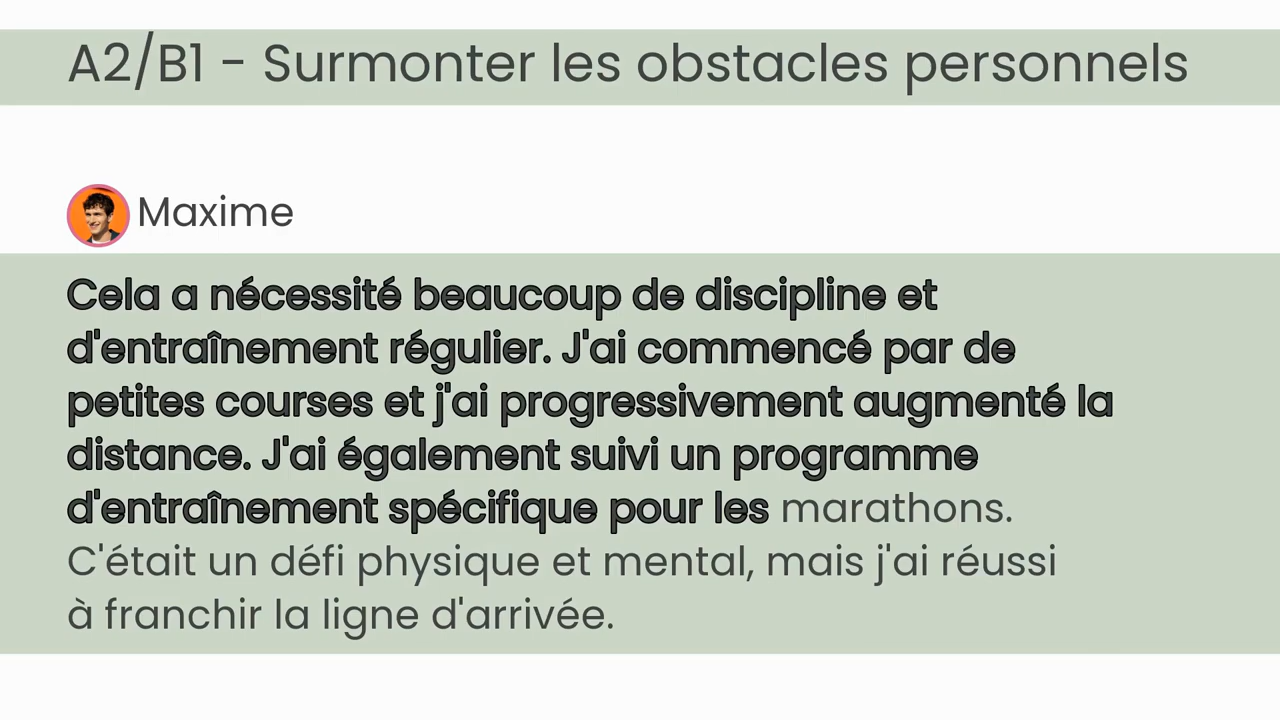 A2/B1 - Surmonter les obstacles personnels
Maxime
Cela a nécessité beaucoup de discipline et
d'entraînement régulier. J'ai commencé par de
petites courses et j'ai progressivement augmenté la
distance. J'ai également suivi un programme
d'entraînement spécifique pour les marathons.
C'était un défi physique et mental, mais j'ai réussi
à franchir la ligne d'arrivée.